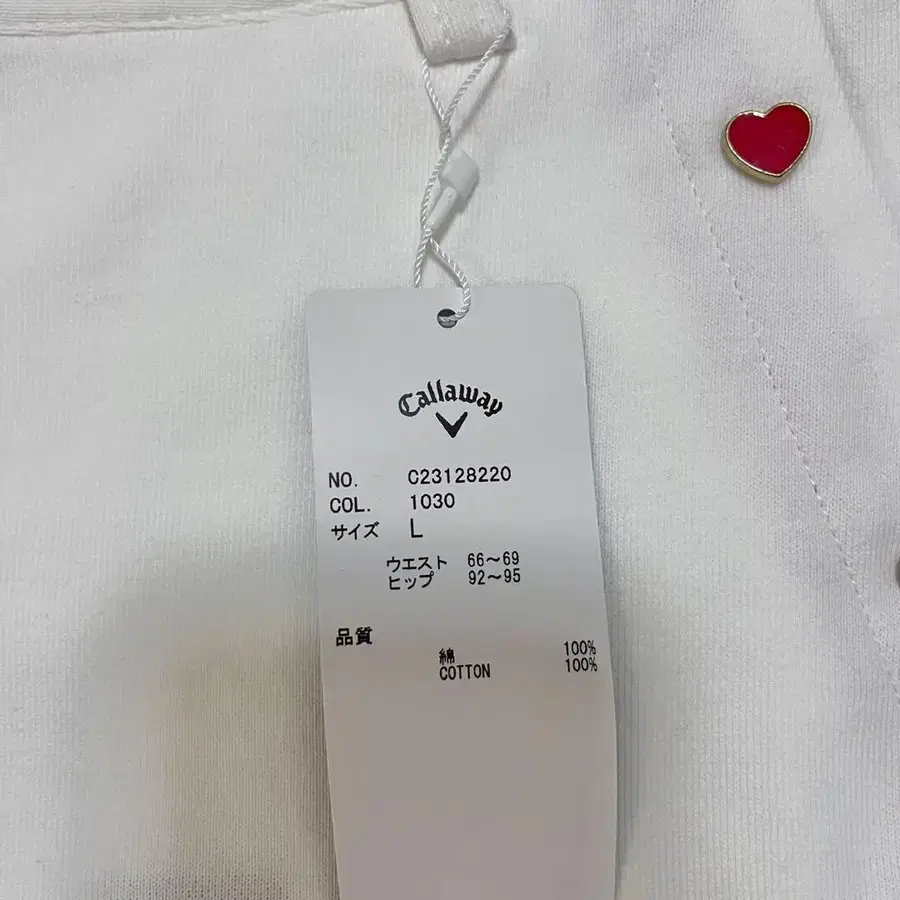 Callaway
NO. C23128220
COL. 1030
サイズ L
ウエスト 66～69
ヒップ 92～95
品質
綿 100%
COTTON 100%